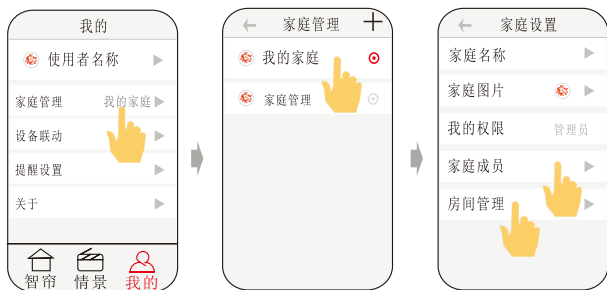 我的
使用者名称
家庭管理 我的家庭
设备联动
提醒设置
关于
智帘 情景 我的
家庭管理
我的家庭
家庭管理
家庭设置
家庭名称
家庭图片
我的权限 管理员
家庭成员
房间管理